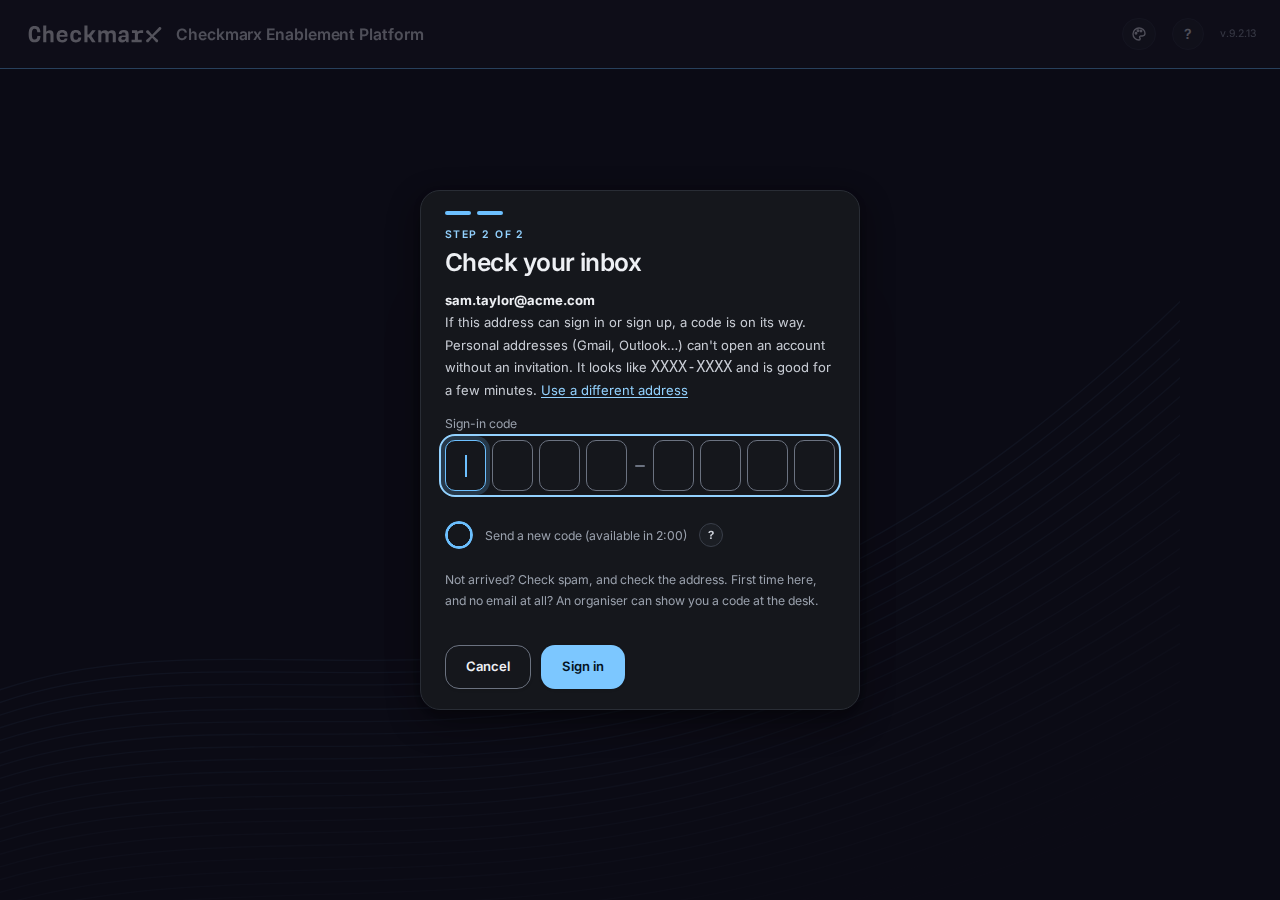 Checkmarx Checkmarx Enablement Platform ? v.9.2.13
STEP 2 OF 2
Check your inbox
sam.taylor@acme.com
If this address can sign in or sign up, a code is on its way.
Personal addresses (Gmail, Outlook…) can't open an account
without an invitation. It looks like XXXX-XXXX and is good for
a few minutes. Use a different address
Sign-in code
–
Send a new code (available in 2:00) ?
Not arrived? Check spam, and check the address. First time here,
and no email at all? An organiser can show you a code at the desk.
Cancel Sign in